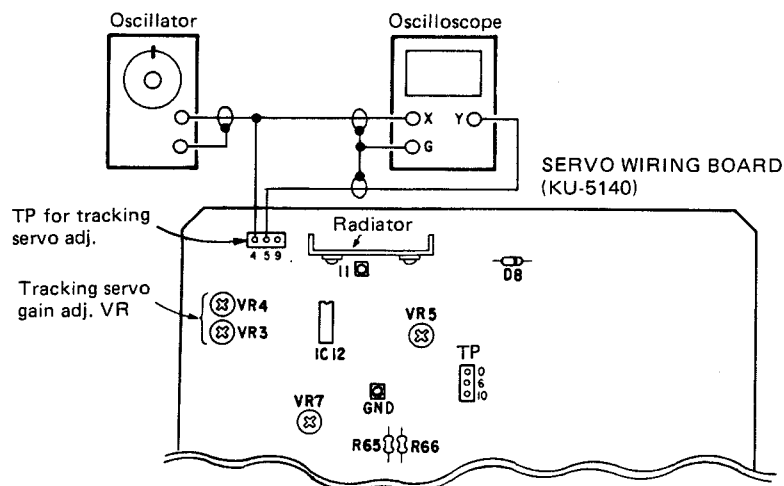 Oscillator
Oscilloscope
X
Y
G
SERVO WIRING BOARD
(KU-5140)
TP for tracking
servo adj.
4 5 9
Radiator
11
D8
Tracking servo
gain adj. VR
VR4
VR3
IC12
VR5
TP
0
6
10
GND
VR7
R65
R66